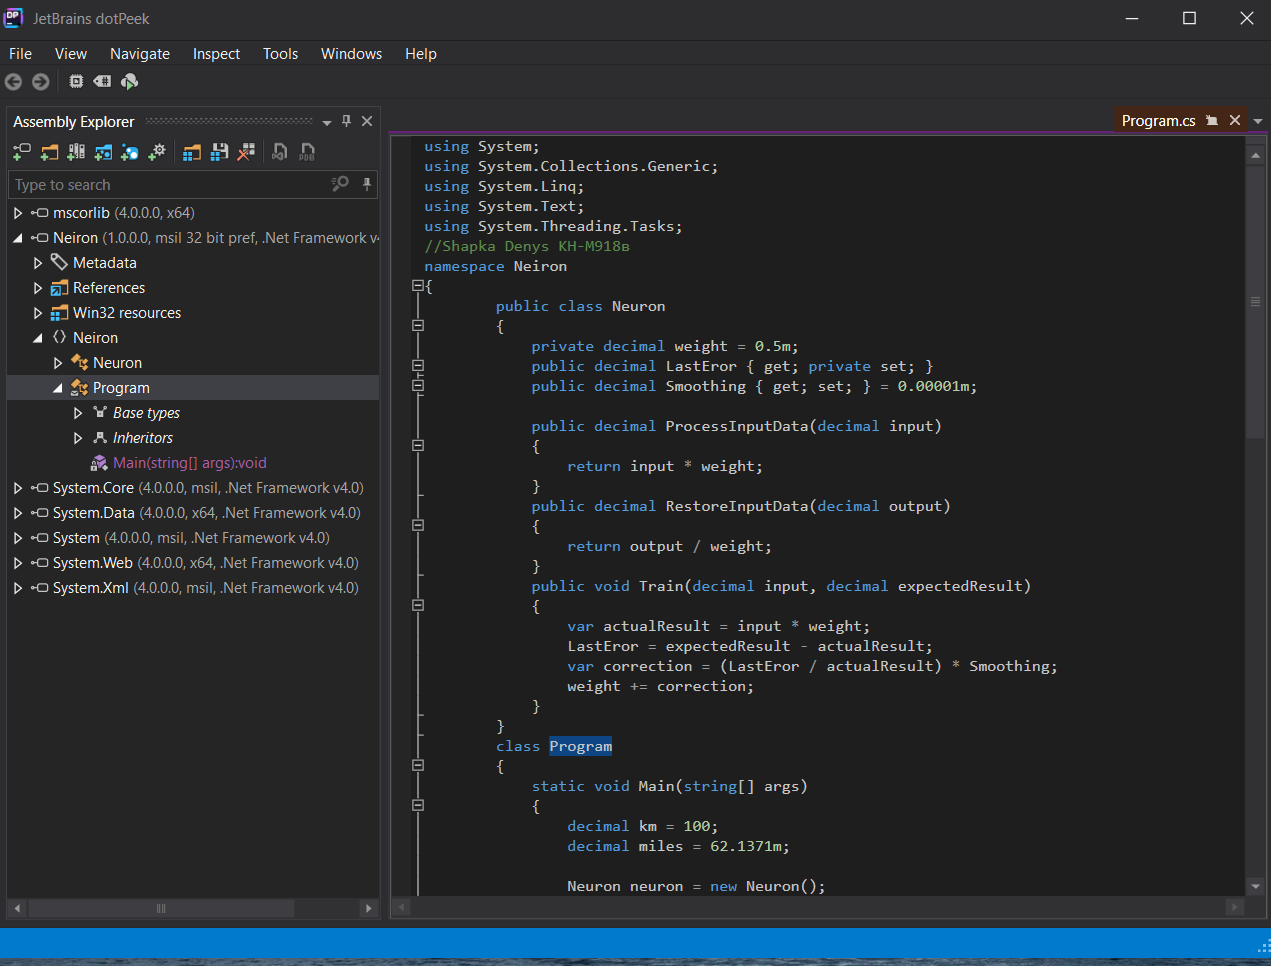 JetBrains dotPeek
File View Navigate Inspect Tools Windows Help
Assembly Explorer
Type to search
mscorlib (4.0.0.0, x64)
Neiron (1.0.0.0, msil 32 bit pref, .Net Framework v
Metadata
References
Win32 resources
Neiron
Neuron
Program
Base types
Inheritors
Main(string[] args):void
System.Core (4.0.0.0, msil, .Net Framework v4.0)
System.Data (4.0.0.0, x64, .Net Framework v4.0)
System (4.0.0.0, msil, .Net Framework v4.0)
System.Web (4.0.0.0, x64, .Net Framework v4.0)
System.Xml (4.0.0.0, msil, .Net Framework v4.0)
Program.cs
using System;
using System.Collections.Generic;
using System.Linq;
using System.Text;
using System.Threading.Tasks;
//Shapka Denys КН-М918в
namespace Neiron
{
public class Neuron
{
private decimal weight = 0.5m;
public decimal LastEror { get; private set; }
public decimal Smoothing { get; set; } = 0.00001m;
public decimal ProcessInputData(decimal input)
{
return input * weight;
}
public decimal RestoreInputData(decimal output)
{
return output / weight;
}
public void Train(decimal input, decimal expectedResult)
{
var actualResult = input * weight;
LastEror = expectedResult - actualResult;
var correction = (LastEror / actualResult) * Smoothing;
weight += correction;
}
}
class Program
{
static void Main(string[] args)
{
decimal km = 100;
decimal miles = 62.1371m;
Neuron neuron = new Neuron();